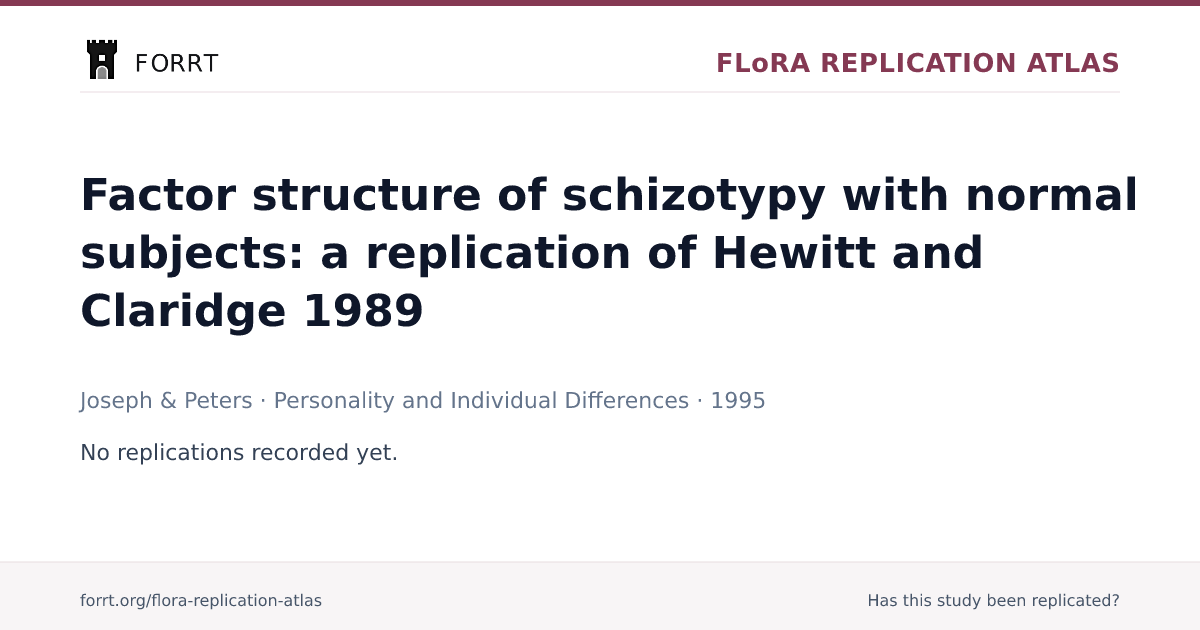 FORRT
FLoRA REPLICATION ATLAS
Factor structure of schizotypy with normal
subjects: a replication of Hewitt and
Claridge 1989
Joseph & Peters · Personality and Individual Differences · 1995
No replications recorded yet.
forrt.org/flora-replication-atlas
Has this study been replicated?